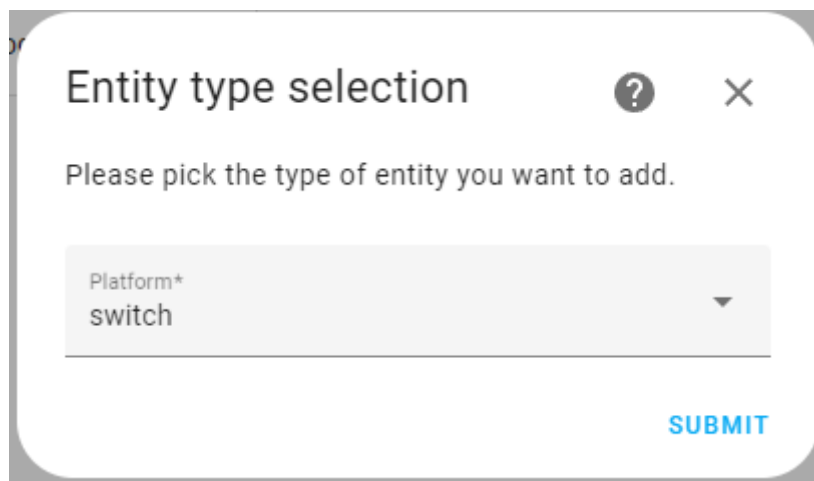 Entity type selection
Please pick the type of entity you want to add.
Platform*
switch
SUBMIT